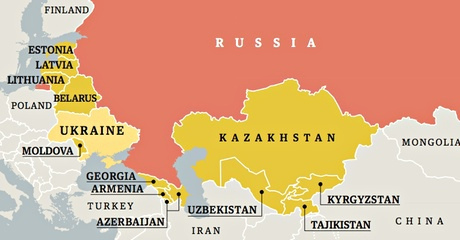 FINLAND
RUSSIA
ESTONIA
LATVIA
LITHUANIA
POLAND
BELARUS
UKRAINE
KAZAKHSTAN
MONGOLIA
MOLDOVA
GEORGIA
ARMENIA
TURKEY
AZERBAIJAN
UZBEKISTAN
KYRGYZSTAN
TAJIKISTAN
CHINA
IRAN